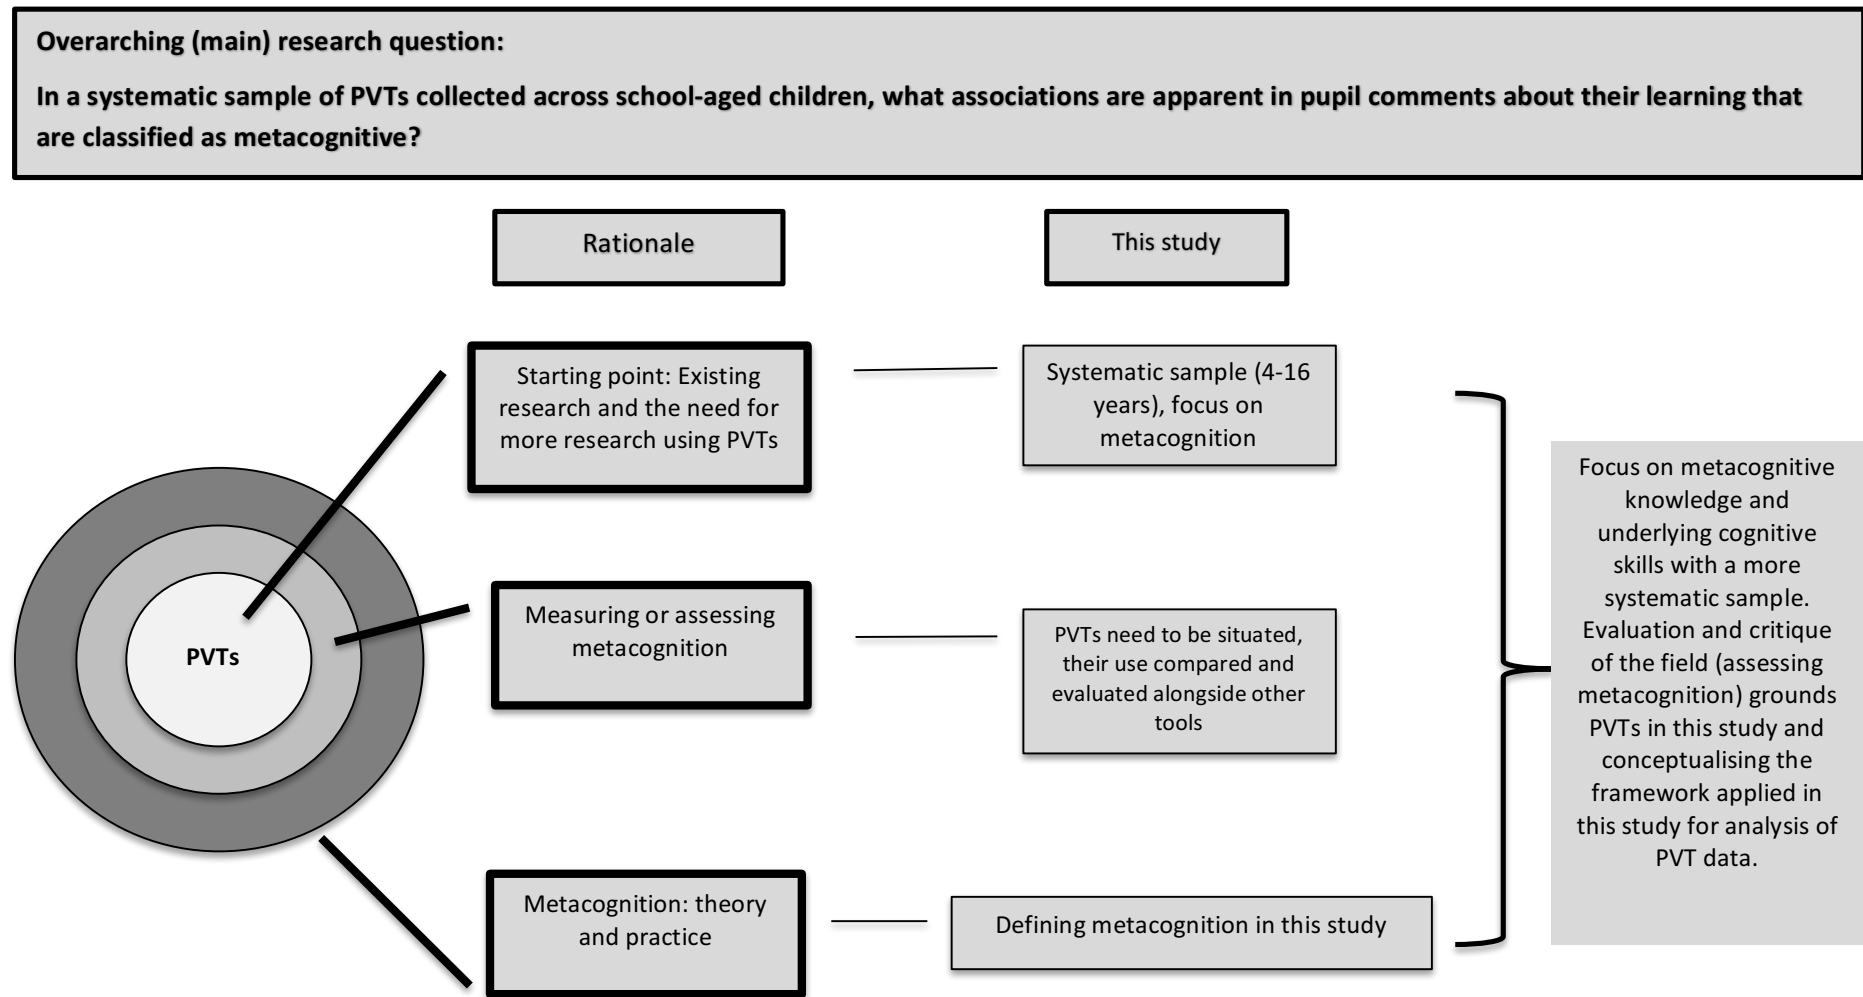 Overarching (main) research question:
In a systematic sample of PVTs collected across school-aged children, what associations are apparent in pupil comments about their learning that
are classified as metacognitive?
Rationale
This study
Starting point: Existing
research and the need for
more research using PVTs
Systematic sample (4-16
years), focus on
metacognition
PVTs
Measuring or assessing
metacognition
PVTs need to be situated,
their use compared and
evaluated alongside other
tools
Metacognition: theory
and practice
Defining metacognition in this study
Focus on metacognitive
knowledge and
underlying cognitive
skills with a more
systematic sample.
Evaluation and critique
of the field (assessing
metacognition) grounds
PVTs in this study and
conceptualising the
framework applied in
this study for analysis of
PVT data.